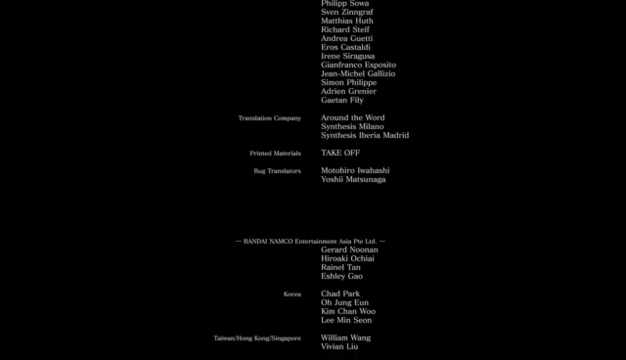 Philipp Sowa
Sven Zinngraf
Matthias Huth
Richard Steif
Andrea Guetti
Eros Castaldi
Irene Siragusa
Gianfranco Esposito
Jean-Michel Gallizio
Simon Philippe
Adrien Grenier
Gaetan Fily
Translation Company Around the Word
Synthesis Milano
Synthesis Iberia Madrid
Printed Materials TAKE OFF
Bug Translators Motohiro Iwahashi
Yoshii Matsunaga
— BANDAI NAMCO Entertainment Asia Pte Ltd. —
Gerard Noonan
Hiroaki Ochiai
Rainel Tan
Eshley Gao
Korea Chad Park
Oh Jung Eun
Kim Chan Woo
Lee Min Seon
Taiwan/Hong Kong/Singapore William Wang
Vivian Liu